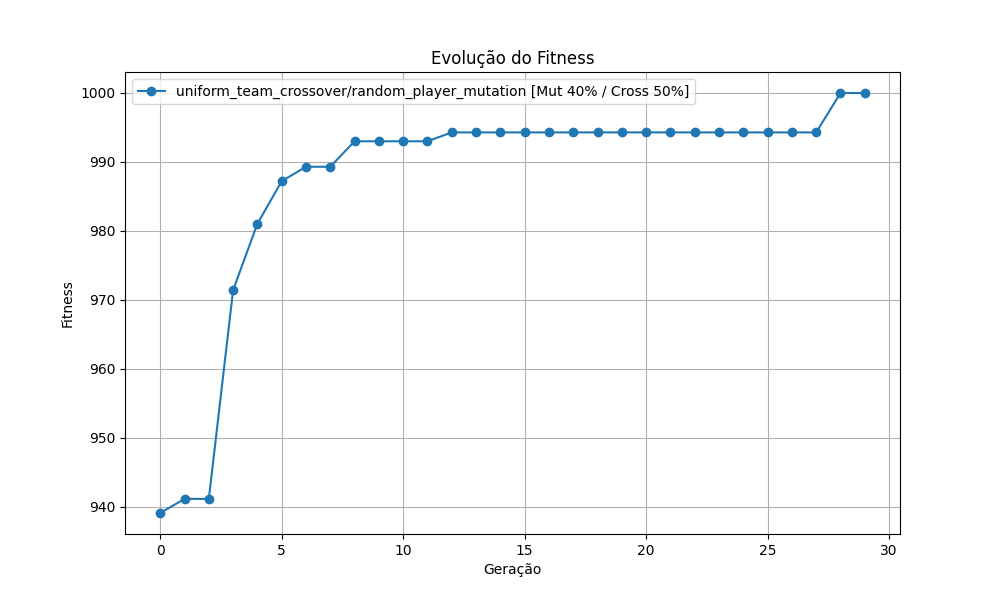 Evolução do Fitness
uniform_team_crossover/random_player_mutation [Mut 40% / Cross 50%]
1000
990
980
970
960
950
940
Fitness
0 5 10 15 20 25 30
Geração